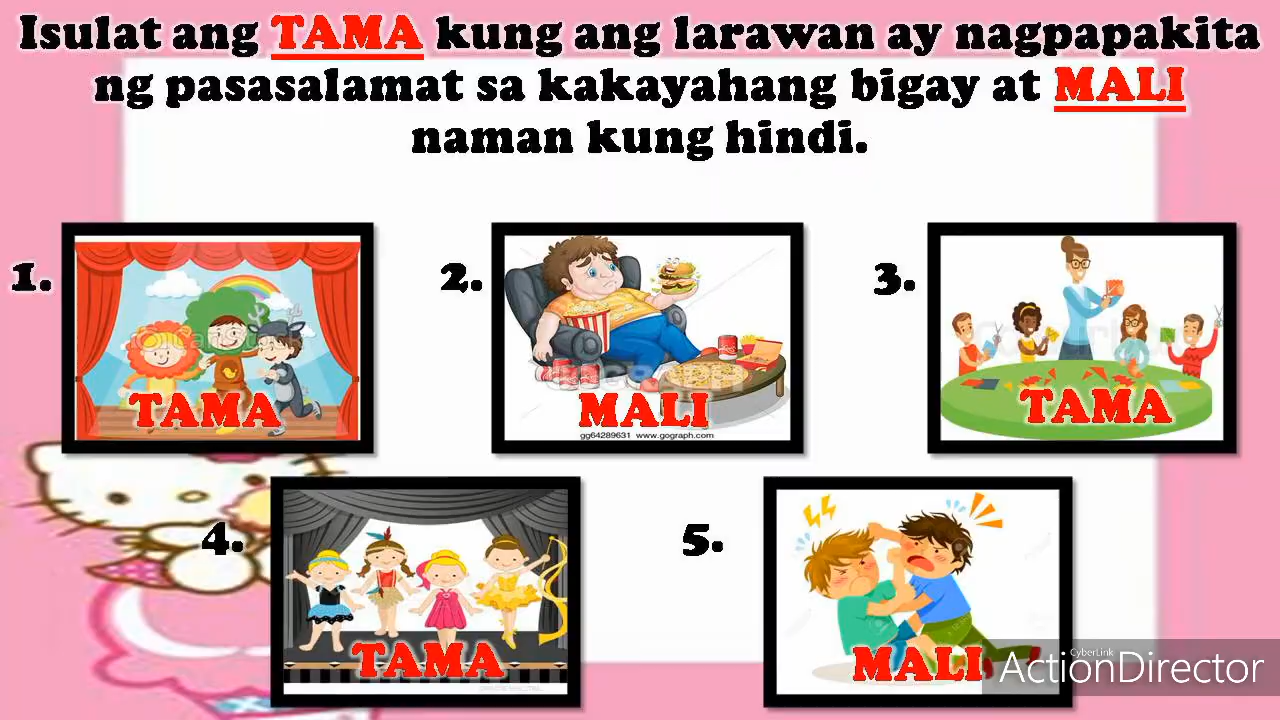 Isulat ang TAMA kung ang larawan ay nagpapakita
ng pasasalamat sa kakayahang bigay at MALI
naman kung hindi.
1.
TAMA
2.
MALI
gg64289631 www.gograph.com
3.
TAMA
4.
TAMA
5.
MALI
CyberLink
ActionDirector